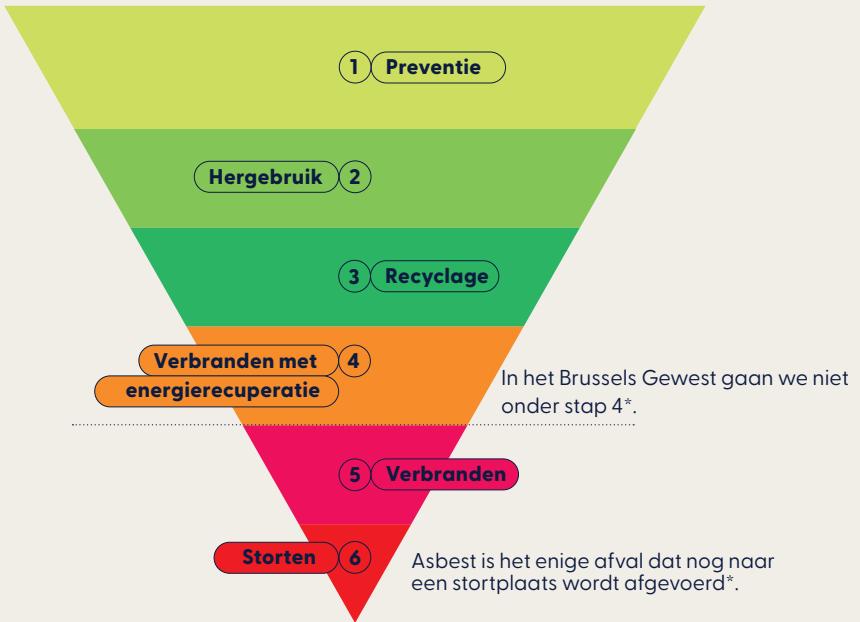 1 Preventie
Hergebruik 2
3 Recyclage
Verbranden met 4
energierecuperatie
In het Brussels Gewest gaan we niet
onder stap 4*.
5 Verbranden
Storten 6
Asbest is het enige afval dat nog naar
een stortplaats wordt afgevoerd*.